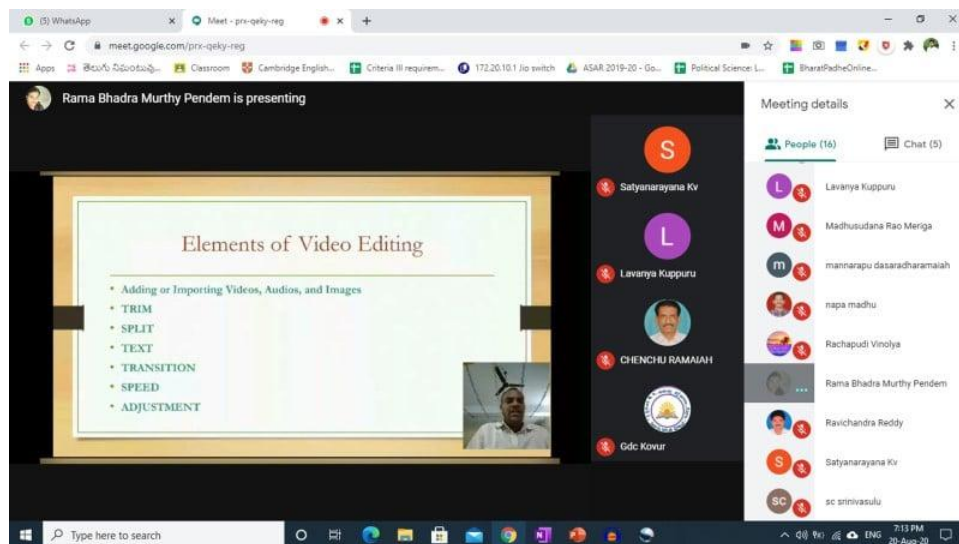 (5) WhatsApp
Meet - prx-qeky-reg
meet.google.com/prx-qeky-reg
Apps
Classroom
Cambridge English...
Criteria III requirem...
172.20.10.1 Jio switch
ASAR 2019-20 - Go...
Political Science: L...
BharatPadheOnline...
Rama Bhadra Murthy Pendem is presenting
Elements of Video Editing
• Adding or Importing Videos, Audios, and Images
• TRIM
• SPLIT
• TEXT
• TRANSITION
• SPEED
• ADJUSTMENT
S
Satyanarayana Kv
L
Lavanya Kuppuru
CHENCHU RAMAIAH
Gdc Kovur
Meeting details
People (16)
Chat (5)
L
Lavanya Kuppuru
M
Madhusudana Rao Meriga
m
mannarapu dasaradharamaiah
napa madhu
Rachapudi Vinolya
Rama Bhadra Murthy Pendem
Ravichandra Reddy
S
Satyanarayana Kv
SC
sc srinivasulu
Type here to search
ENG
7:13 PM
20-Aug-20